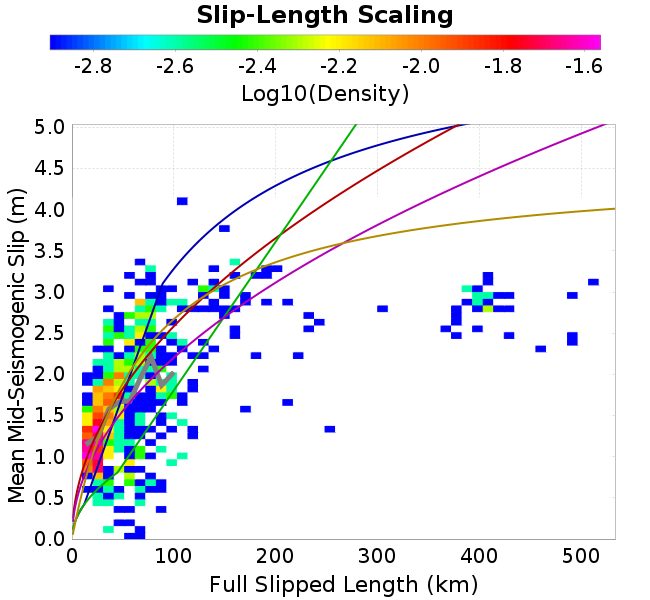 Slip-Length Scaling
-2.8 -2.6 -2.4 -2.2 -2.0 -1.8 -1.6
Log10(Density)
Mean Mid-Seismogenic Slip (m)
5.0
4.5
4.0
3.5
3.0
2.5
2.0
1.5
1.0
0.5
0.0
0 100 200 300 400 500
Full Slipped Length (km)